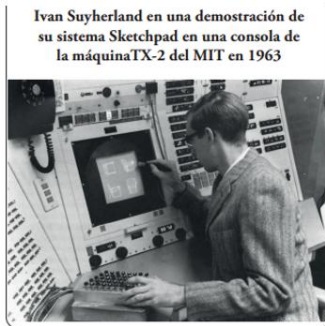 Ivan Suyherland en una demostración de
su sistema Sketchpad en una consola de
la máquinaTX-2 del MIT en 1963